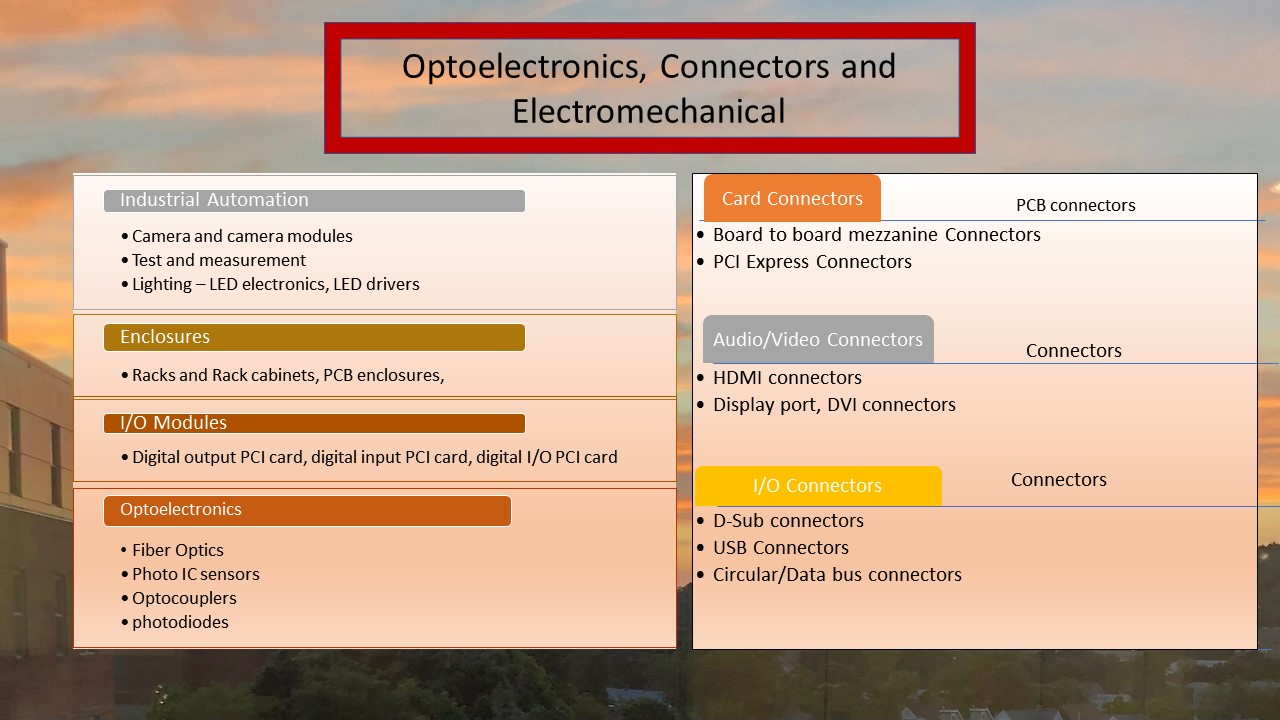 Optoelectronics, Connectors and
Electromechanical
Industrial Automation
• Camera and camera modules
• Test and measurement
• Lighting – LED electronics, LED drivers
Enclosures
• Racks and Rack cabinets, PCB enclosures,
I/O Modules
• Digital output PCI card, digital input PCI card, digital I/O PCI card
Optoelectronics
• Fiber Optics
• Photo IC sensors
• Optocouplers
• photodiodes
Card Connectors
PCB connectors
• Board to board mezzanine Connectors
• PCI Express Connectors
Audio/Video Connectors
Connectors
• HDMI connectors
• Display port, DVI connectors
I/O Connectors
Connectors
• D-Sub connectors
• USB Connectors
• Circular/Data bus connectors